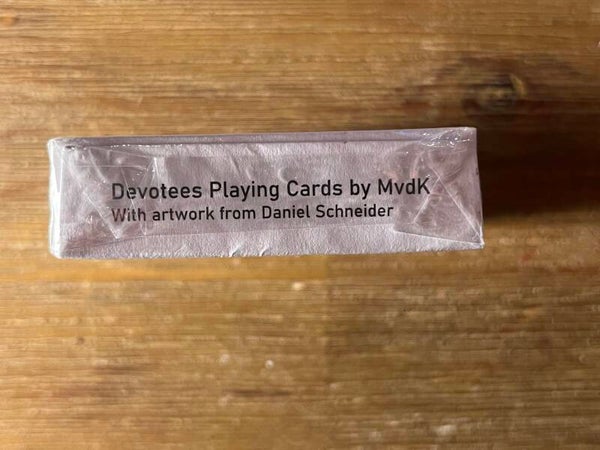 Devotees Playing Cards by MvdK
With artwork from Daniel Schneider